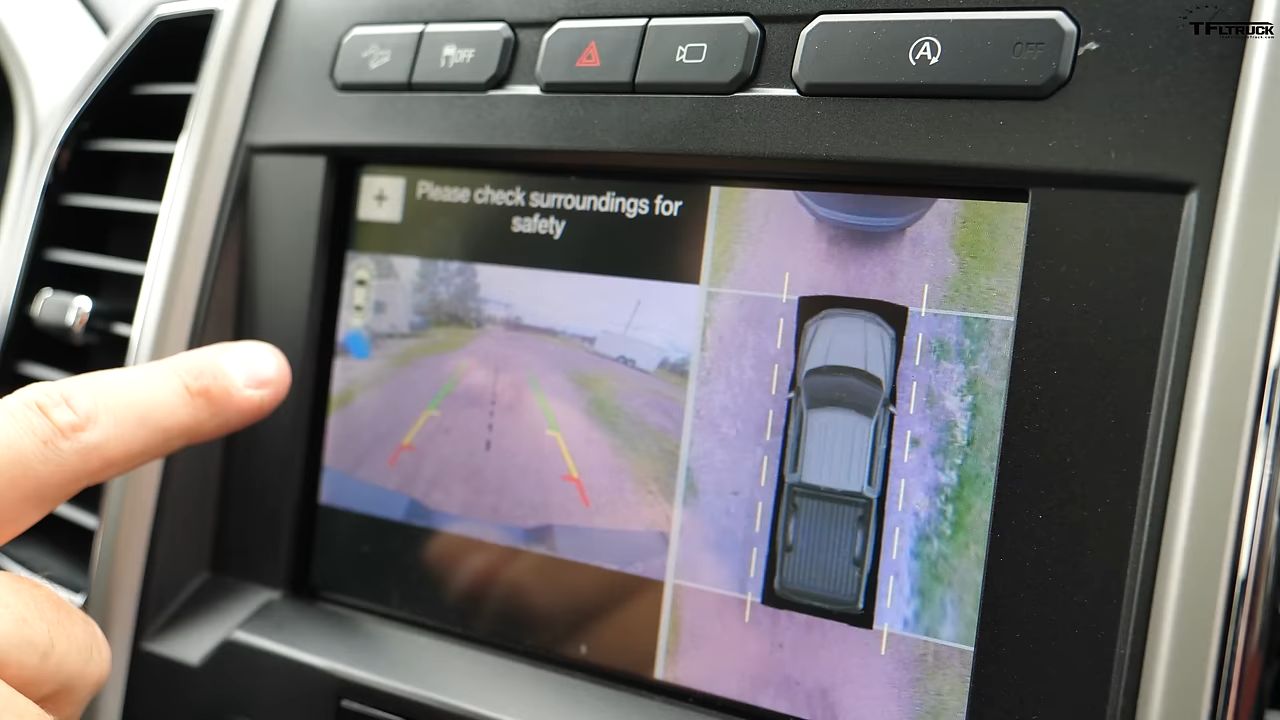 OFF
A
OFF
TFLTRUCK
+
Please check surroundings for
safety